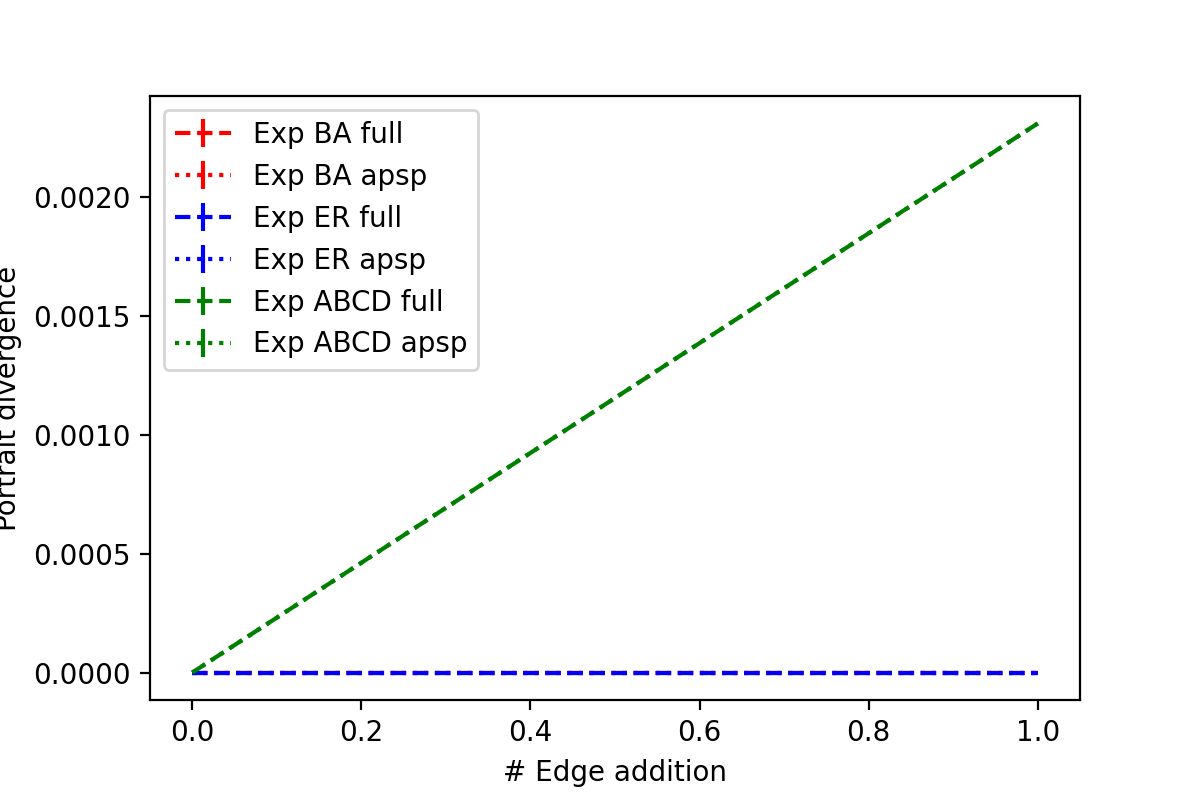 Exp BA full
Exp BA apsp
Exp ER full
Exp ER apsp
Exp ABCD full
Exp ABCD apsp
Portrait divergence
0.0020
0.0015
0.0010
0.0005
0.0000
0.0
0.2
0.4
0.6
0.8
1.0
# Edge addition